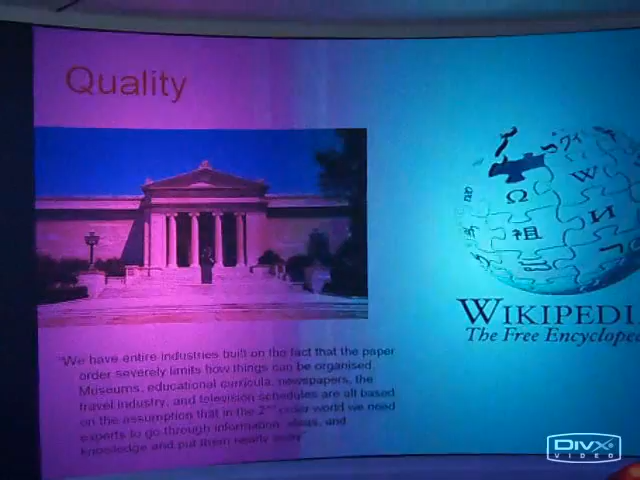 Quality
"We have entire industries built on the fact that the paper
order severely limits how things can be organised.
Museums, educational curricula, newspapers, the
travel industry, and television schedules are all based
on the assumption that in the 2nd order world we need
experts to go through information, ideas, and
knowledge and put them neatly away"
Ω
W
И
祖
WIKIPEDI
The Free Encyclope
DIVX
VIDEO